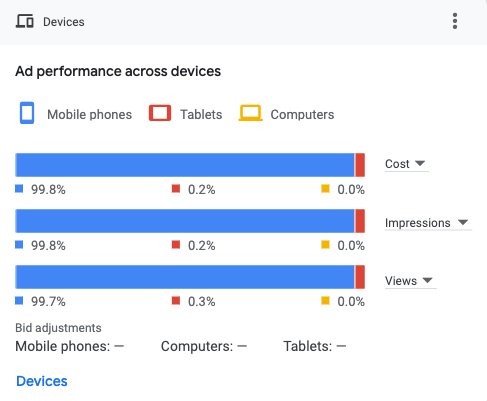 Devices
Ad performance across devices
Mobile phones Tablets Computers
Cost
99.8% 0.2% 0.0%
Impressions
99.8% 0.2% 0.0%
Views
99.7% 0.3% 0.0%
Bid adjustments
Mobile phones: — Computers: — Tablets: —
Devices